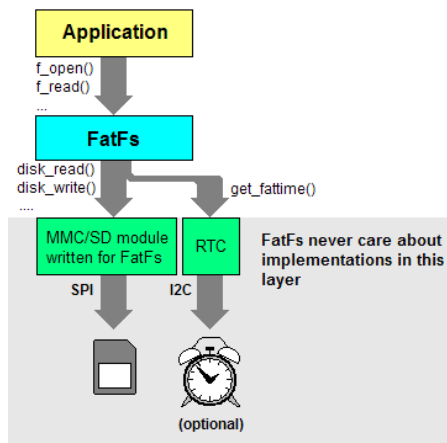 Application
f_open()
f_read()
...
FatFs
disk_read()
disk_write()
....
get_fattime()
MMC/SD module
written for FatFs
RTC
FatFs never care about
implementations in this
layer
SPI
I2C
(optional)